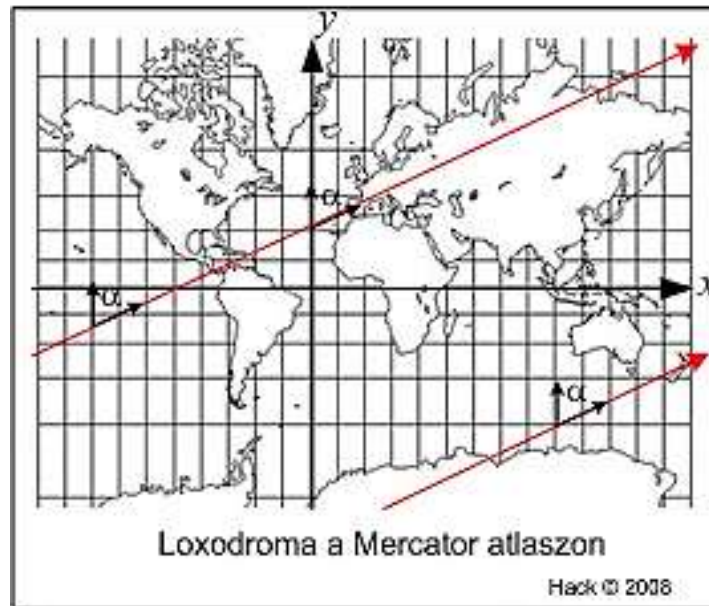 y
α
x
α
α
Loxodroma a Mercator atlaszon
Hack © 2008